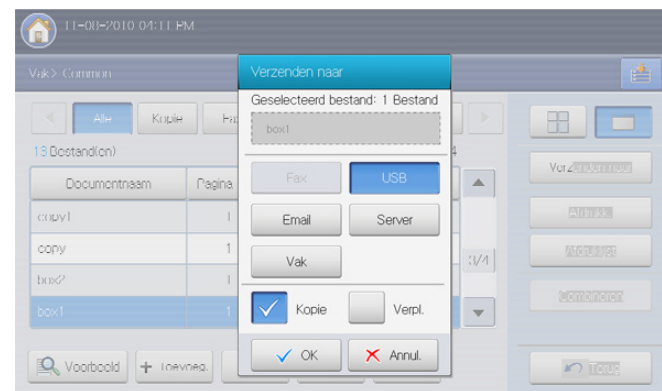 11-08-2010 04:11 PM
Vak> Common
Verzenden naar
Geselecteerd bestand: 1 Bestand
box1
Alle Kopie
13 Bestand(en)
Documentnaam Pagina
copy1 1
copy 1
box2 1
box1 1
3/4
Fax USB
Email Server
Vak
Kopie Verpl.
OK Annul.
Voorbeeld + Toevoeg.
Terug